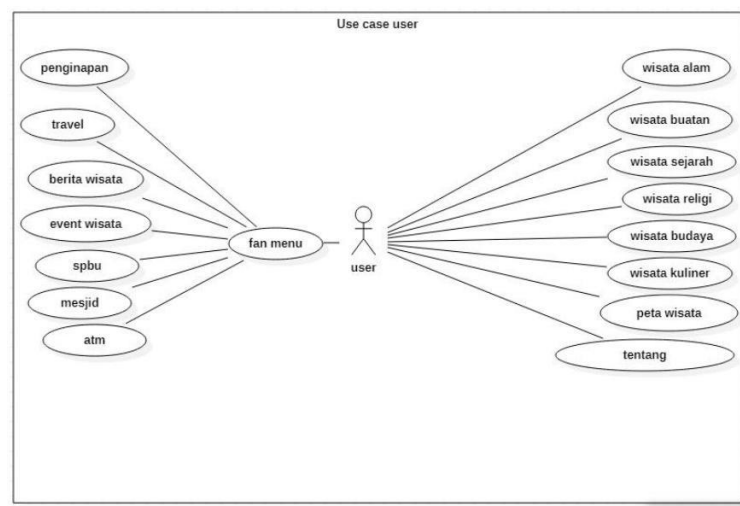 Use case user
penginapan
travel
berita wisata
event wisata
spbu
mesjid
atm
fan menu
user
wisata alam
wisata buatan
wisata sejarah
wisata religi
wisata budaya
wisata kuliner
peta wisata
tentang